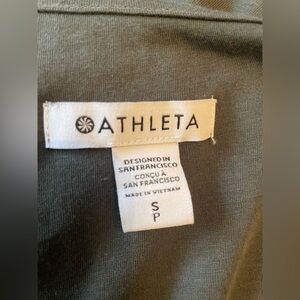 ATHLETA
DESIGNED IN
SAN FRANCISCO
CONÇU À
SAN FRANCISCO
MADE IN VIETNAM
S
P